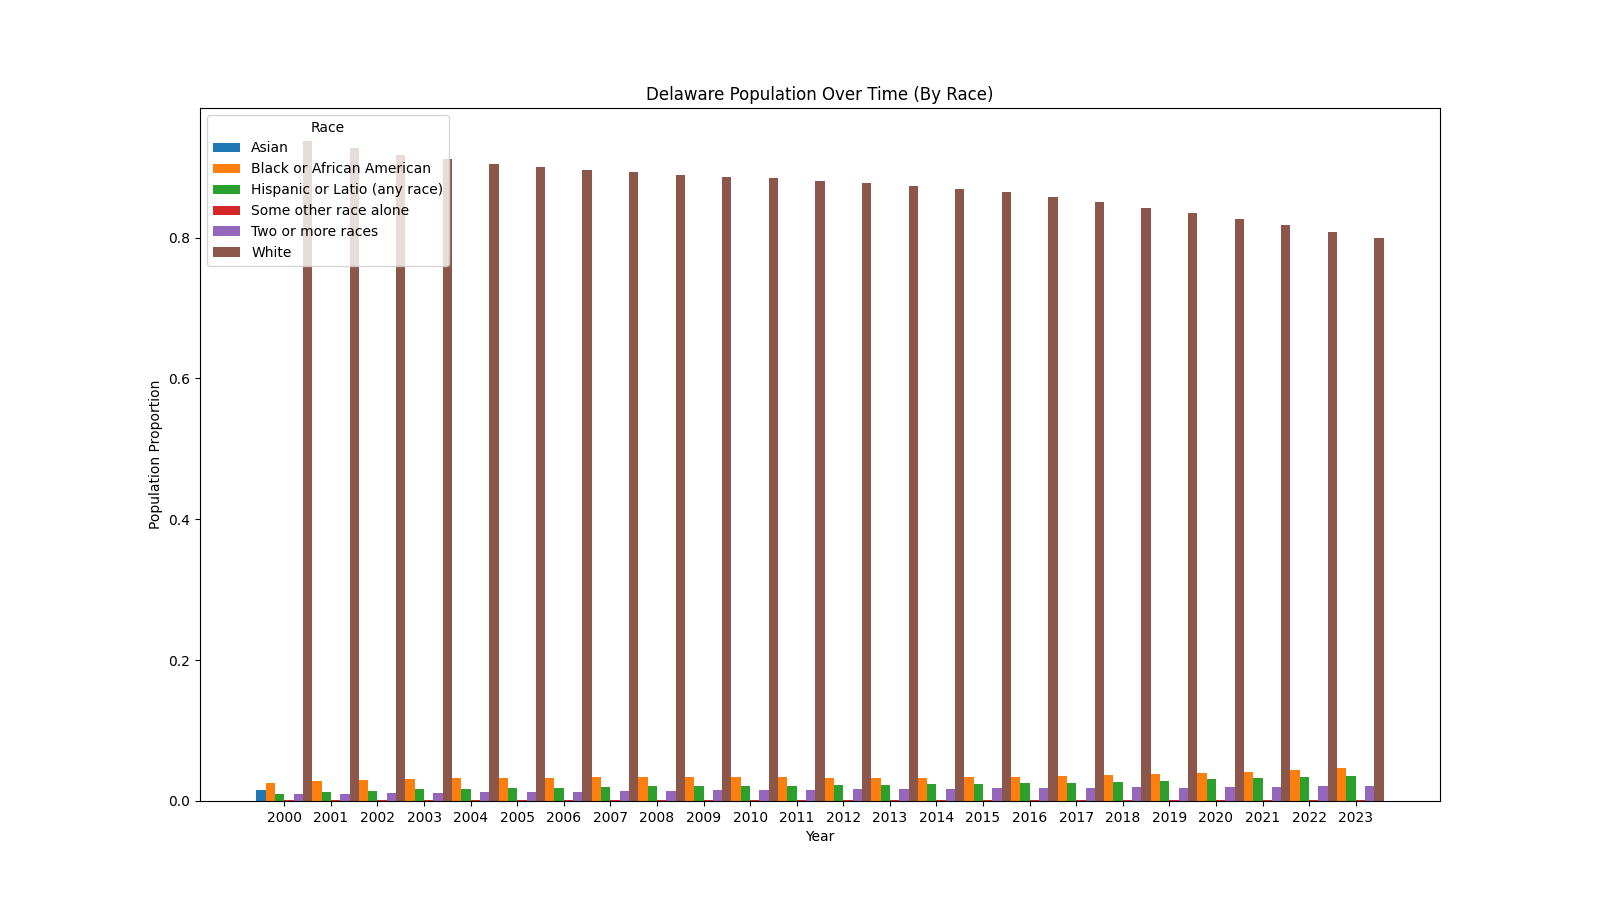 Delaware Population Over Time (By Race)
Race
Asian
Black or African American
Hispanic or Latio (any race)
Some other race alone
Two or more races
White
0.8
0.6
0.4
0.2
0.0
Population Proportion
2000 2001 2002 2003 2004 2005 2006 2007 2008 2009 2010 2011 2012 2013 2014 2015 2016 2017 2018 2019 2020 2021 2022 2023
Year